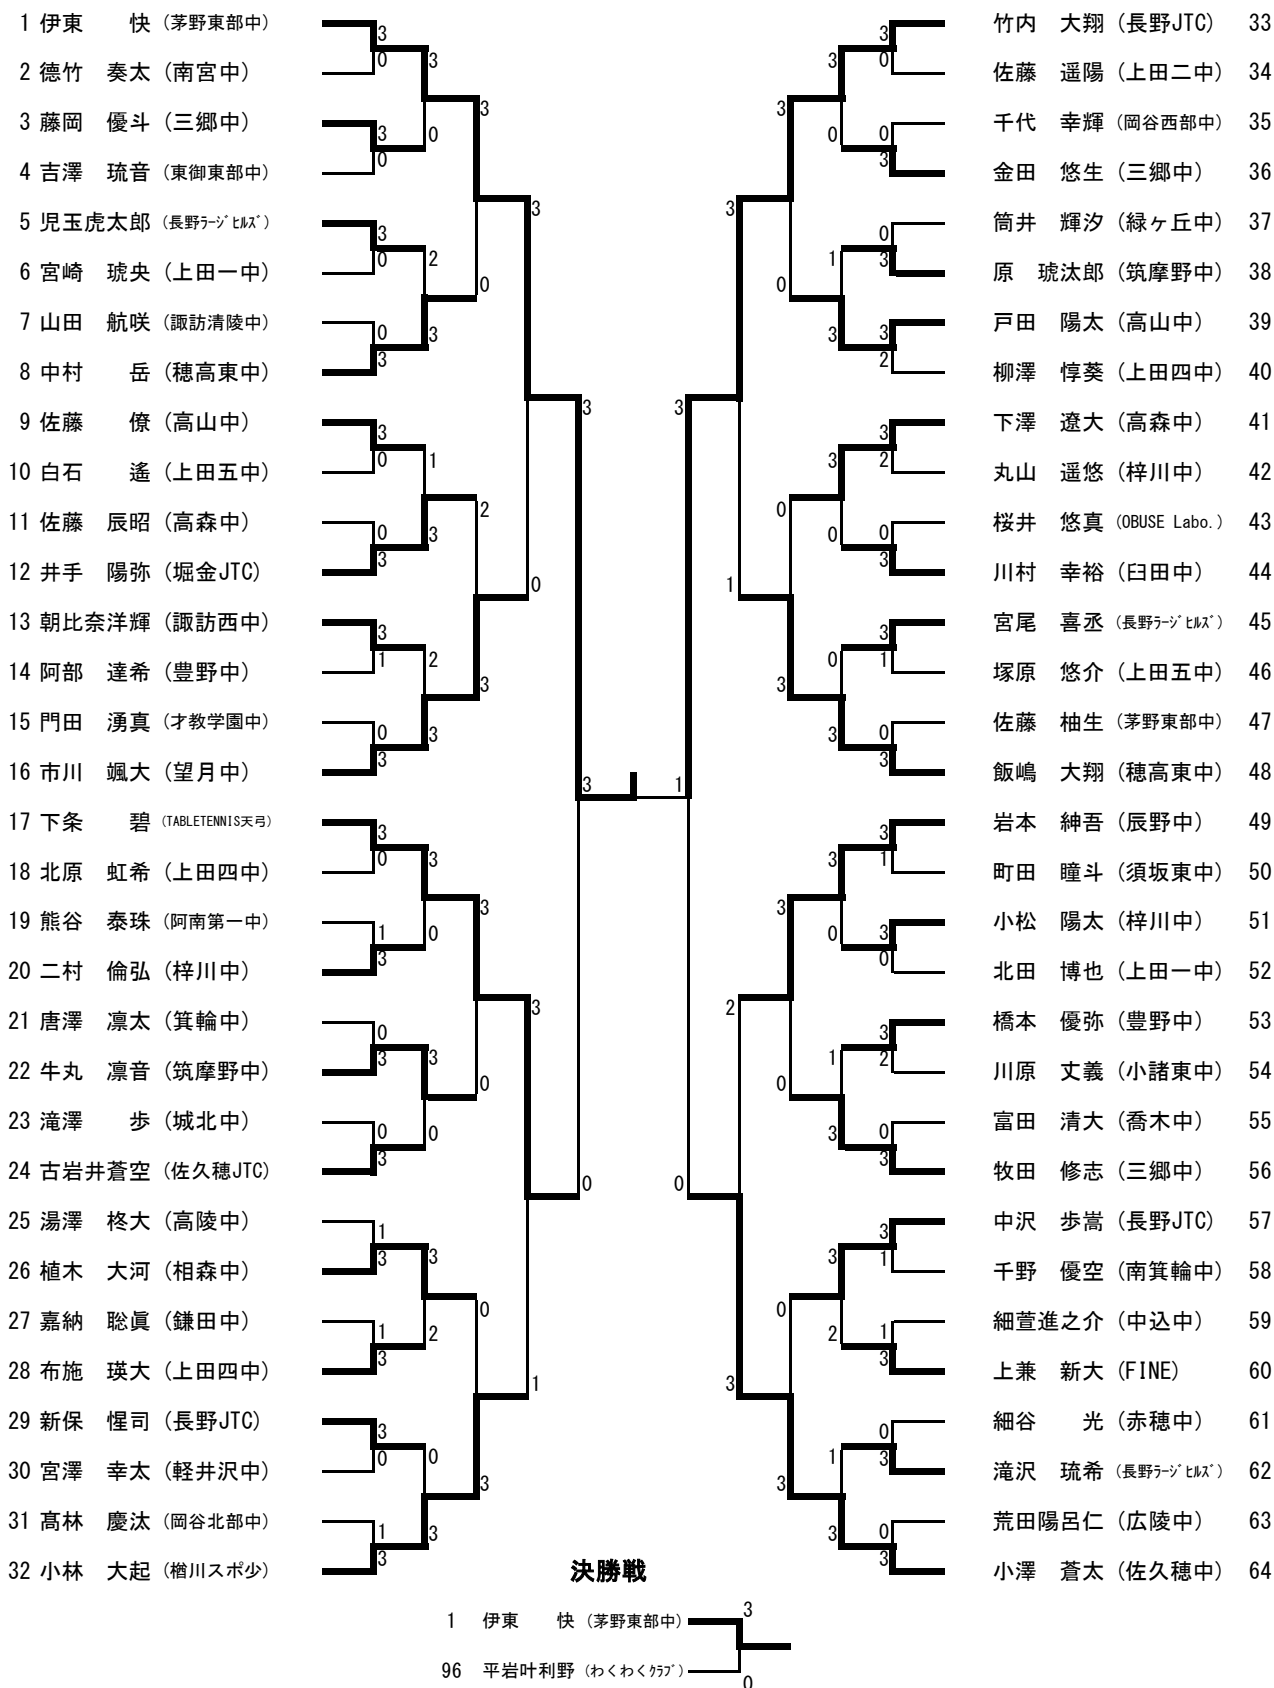 1 伊東　　快 (茅野東部中)
2 德竹　奏太 (南宮中)
3 藤岡　優斗 (三郷中)
4 吉澤　琉音 (東御東部中)
5 児玉虎太郎 (長野ラージヒルズ)
6 宮崎　琥央 (上田一中)
7 山田　航咲 (諏訪清陵中)
8 中村　　岳 (穂高東中)
9 佐藤　　僚 (高山中)
10 白石　　遙 (上田五中)
11 佐藤　辰昭 (高森中)
12 井手　陽弥 (堀金JTC)
13 朝比奈洋輝 (諏訪西中)
14 阿部　達希 (豊野中)
15 門田　湧真 (才教学園中)
16 市川　颯大 (望月中)
17 下条　　碧 (TABLETENNIS天弓)
18 北原　虹希 (上田四中)
19 熊谷　泰珠 (阿南第一中)
20 二村　倫弘 (梓川中)
21 唐澤　凛太 (箕輪中)
22 牛丸　凛音 (筑摩野中)
23 滝澤　　歩 (城北中)
24 古岩井蒼空 (佐久穂JTC)
25 湯澤　柊大 (高陵中)
26 植木　大河 (相森中)
27 嘉納　聡眞 (鎌田中)
28 布施　瑛大 (上田四中)
29 新保　惺司 (長野JTC)
30 宮澤　幸太 (軽井沢中)
31 髙林　慶汰 (岡谷北部中)
32 小林　大起 (楢川スポ少)
竹内　大翔 (長野JTC) 33
佐藤　遥陽 (上田二中) 34
千代　幸輝 (岡谷西部中) 35
金田　悠生 (三郷中) 36
筒井　輝汐 (緑ヶ丘中) 37
原　琥汰郎 (筑摩野中) 38
戸田　陽太 (高山中) 39
柳澤　惇葵 (上田四中) 40
下澤　遼大 (高森中) 41
丸山　遥悠 (梓川中) 42
桜井　悠真 (OBUSE Labo.) 43
川村　幸裕 (臼田中) 44
宮尾　喜丞 (長野ラージヒルズ) 45
塚原　悠介 (上田五中) 46
佐藤　柚生 (茅野東部中) 47
飯嶋　大翔 (穂高東中) 48
岩本　紳吾 (辰野中) 49
町田　瞳斗 (須坂東中) 50
小松　陽太 (梓川中) 51
北田　博也 (上田一中) 52
橋本　優弥 (豊野中) 53
川原　丈義 (小諸東中) 54
富田　清大 (喬木中) 55
牧田　修志 (三郷中) 56
中沢　歩嵩 (長野JTC) 57
千野　優空 (南箕輪中) 58
細萱進之介 (中込中) 59
上兼　新大 (FINE) 60
細谷　　光 (赤穂中) 61
滝沢　琉希 (長野ラージヒルズ) 62
荒田陽呂仁 (広陵中) 63
小澤　蒼太 (佐久穂中) 64
決勝戦
1 伊東　　快 (茅野東部中) 3
96 平岩叶利野 (わくわくクラブ) 0